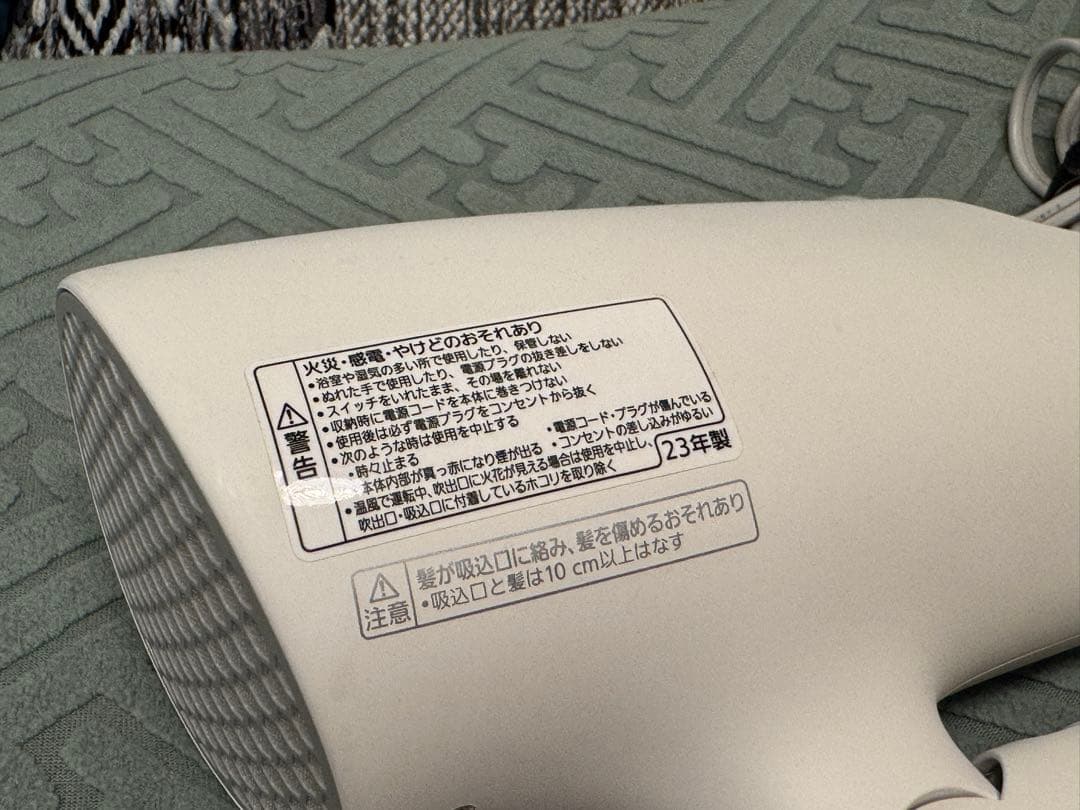 警告
火災・感電・やけどのおそれあり
•浴室や湿気の多い所で使用したり、保管しない
•ぬれた手で使用したり、電源プラグの抜き差しをしない
•スイッチをいれたまま、その場を離れない
•収納時に電源コードを本体に巻きつけない
•使用後は必ず電源プラグをコンセントから抜く
•次のような時は使用を中止する
•時々止まる
•電源コード・プラグが傷んでいる
•本体内部が真っ赤になり煙が出る
•コンセントの差し込みがゆるい
•温風で運転中、吹出口に火花が見える場合は使用を中止し、
吹出口・吸込口に付着しているホコリを取り除く
23年製
注意
髪が吸込口に絡み、髪を傷めるおそれあり
•吸込口と髪は10 cm以上はなす